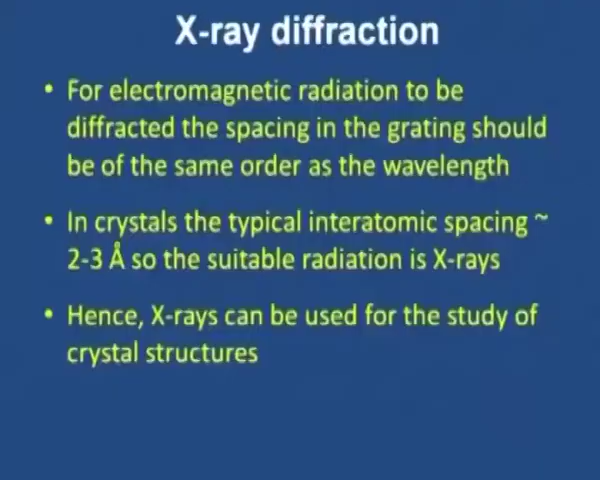 X-ray diffraction
• For electromagnetic radiation to be
diffracted the spacing in the grating should
be of the same order as the wavelength
• In crystals the typical interatomic spacing ~
2-3 Å so the suitable radiation is X-rays
• Hence, X-rays can be used for the study of
crystal structures